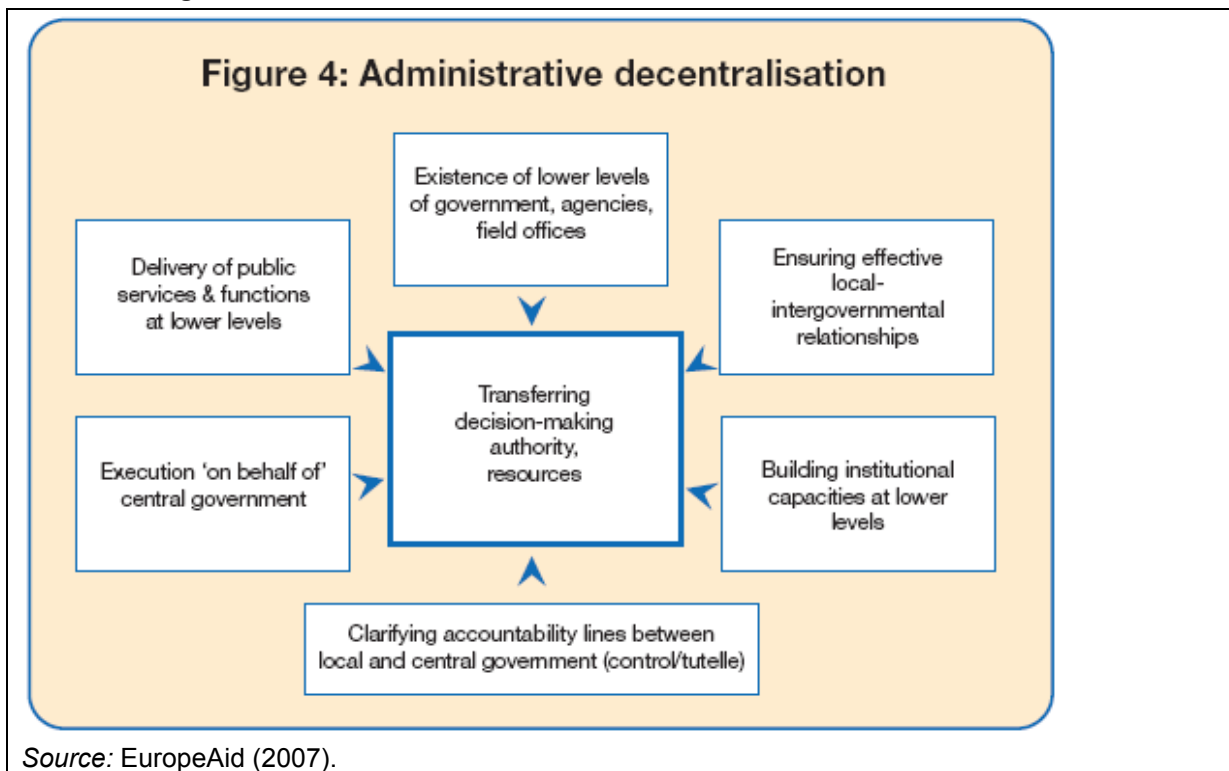 Figure 4: Administrative decentralisation
Existence of lower levels
of government, agencies,
field offices
Delivery of public
services & functions
at lower levels
Ensuring effective
local-
intergovernmental
relationships
Transferring
decision-making
authority,
resources
Execution ‘on behalf of’
central government
Building institutional
capacities at lower
levels
Clarifying accountability lines between
local and central government (control/tutelle)
Source: EuropeAid (2007).